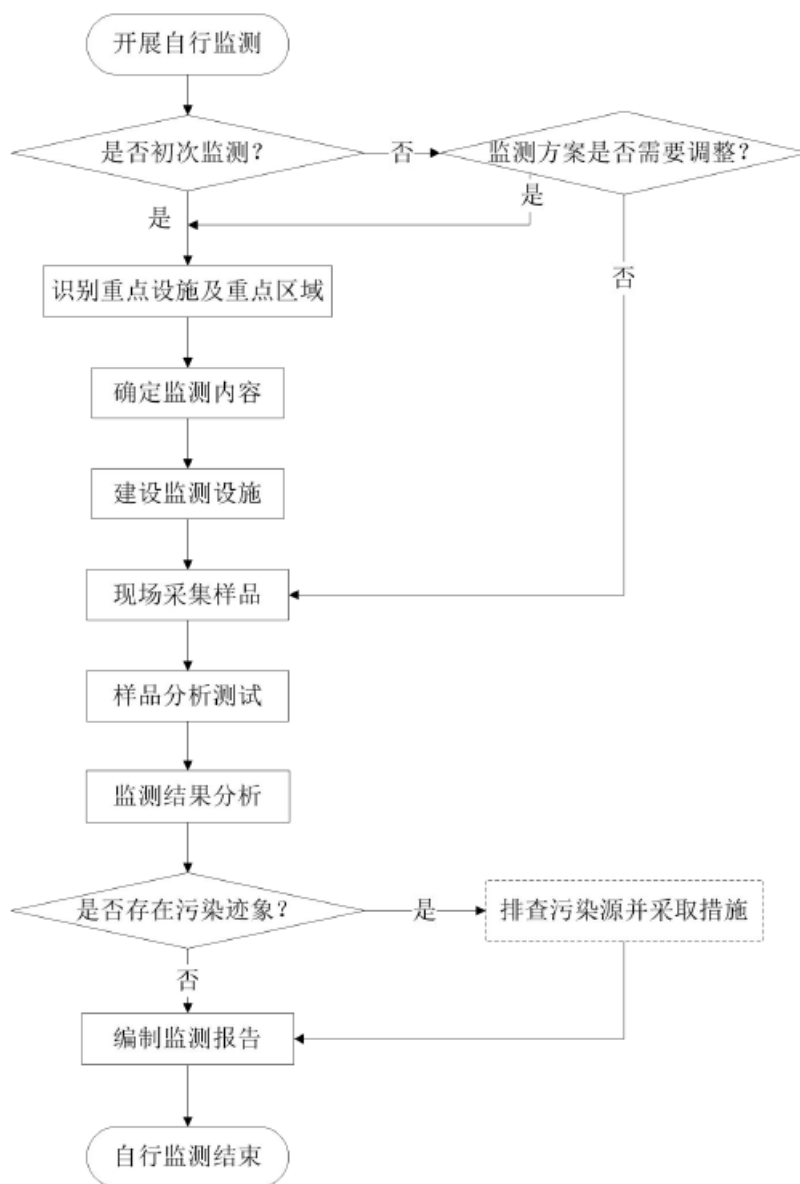 开展自行监测
是否初次监测？
否
监测方案是否需要调整？
是
是
识别重点设施及重点区域
否
确定监测内容
建设监测设施
现场采集样品
样品分析测试
监测结果分析
是否存在污染迹象？
是
排查污染源并采取措施
否
编制监测报告
自行监测结束